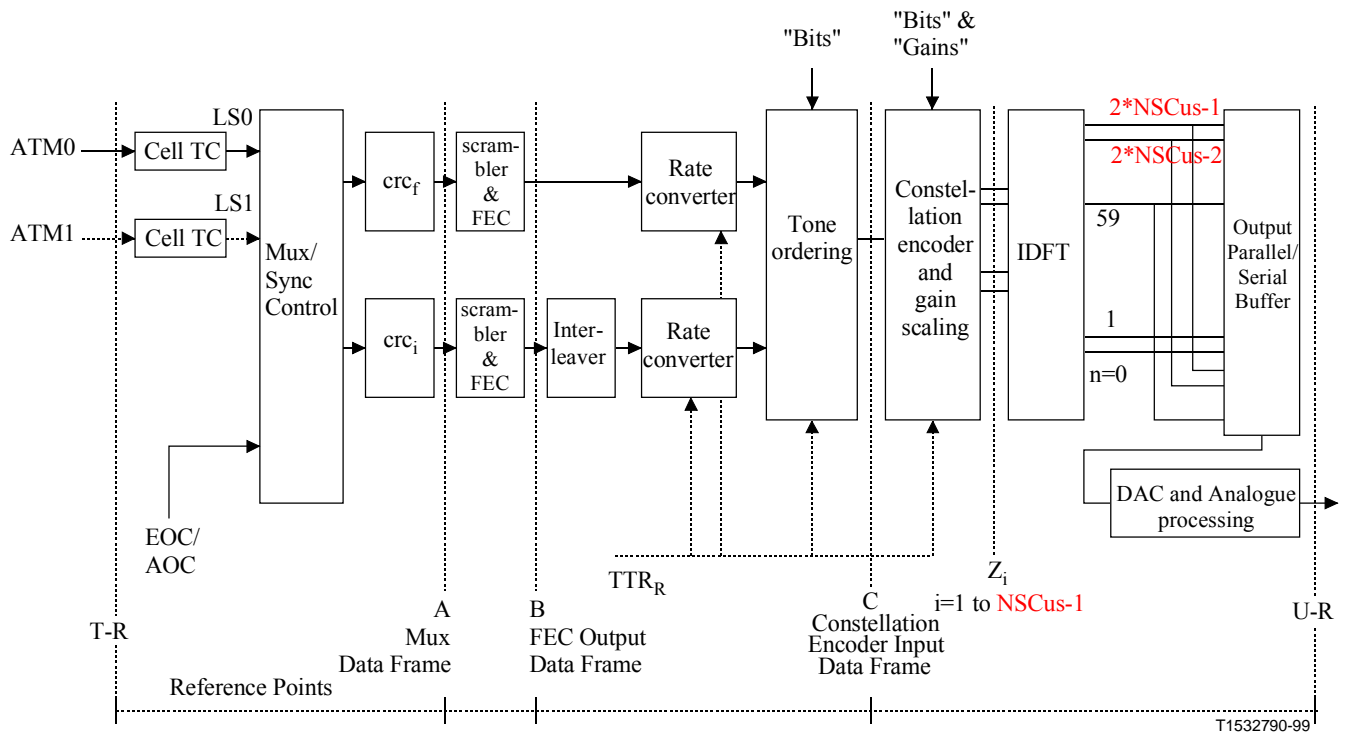 "Bits"
"Bits" &
"Gains"
ATM0
Cell TC
LS0
ATM1
Cell TC
LS1
Mux/
Sync
Control
EOC/
AOC
crcf
crci
scram-
bler
&
FEC
scram-
bler
&
FEC
Inter-
leaver
Rate
converter
Rate
converter
TTRR
Tone
ordering
Constel-
lation
encoder
and
gain
scaling
IDFT
2*NSCus-1
2*NSCus-2
59
1
n=0
Output
Parallel/
Serial
Buffer
DAC and Analogue
processing
Zi
i=1 to NSCus-1
T-R
A
Mux
Data Frame
B
FEC Output
Data Frame
C
Constellation
Encoder Input
Data Frame
U-R
Reference Points
T1532790-99